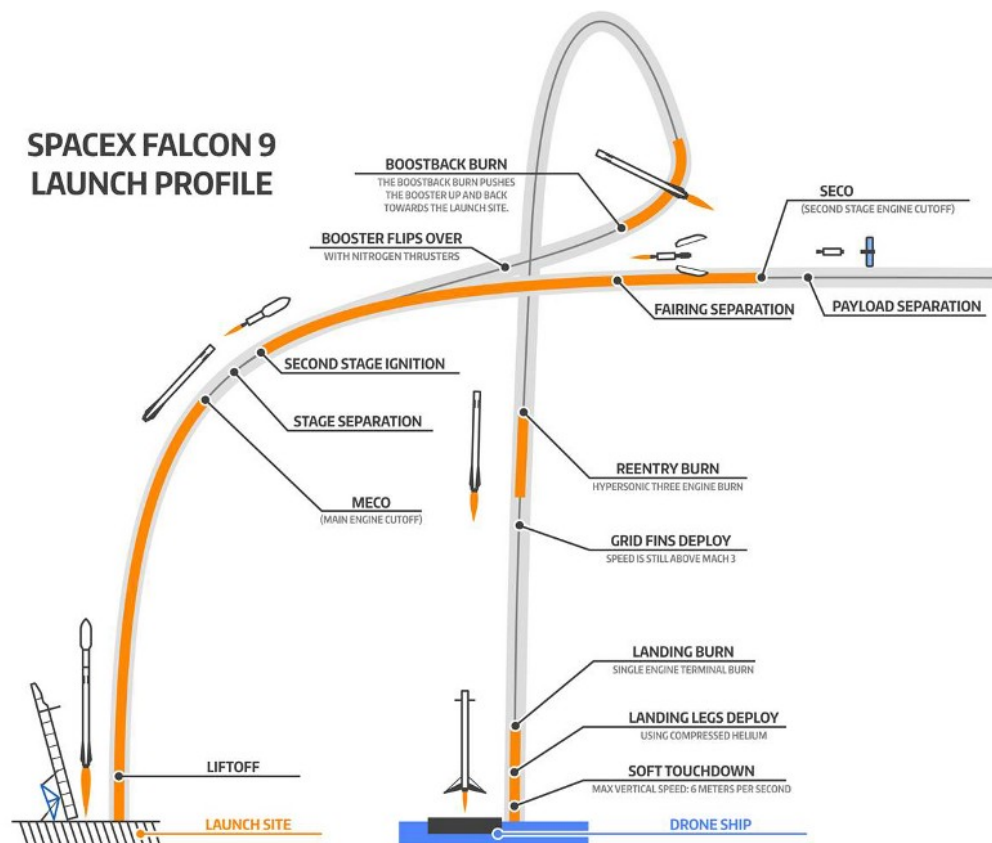 SPACEX FALCON 9
LAUNCH PROFILE
BOOSTBACK BURN
THE BOOSTBACK BURN PUSHES
THE BOOSTER UP AND BACK
TOWARDS THE LAUNCH SITE.
BOOSTER FLIPS OVER
WITH NITROGEN THRUSTERS
SECO
(SECOND STAGE ENGINE CUTOFF)
FAIRING SEPARATION
PAYLOAD SEPARATION
SECOND STAGE IGNITION
STAGE SEPARATION
MECO
(MAIN ENGINE CUTOFF)
REENTRY BURN
HYPERSONIC THREE ENGINE BURN
GRID FINS DEPLOY
SPEED IS STILL ABOVE MACH 3
LANDING BURN
SINGLE ENGINE TERMINAL BURN
LANDING LEGS DEPLOY
USING COMPRESSED HELIUM
LIFTOFF
SOFT TOUCHDOWN
MAX VERTICAL SPEED: 6 METERS PER SECOND
LAUNCH SITE
DRONE SHIP